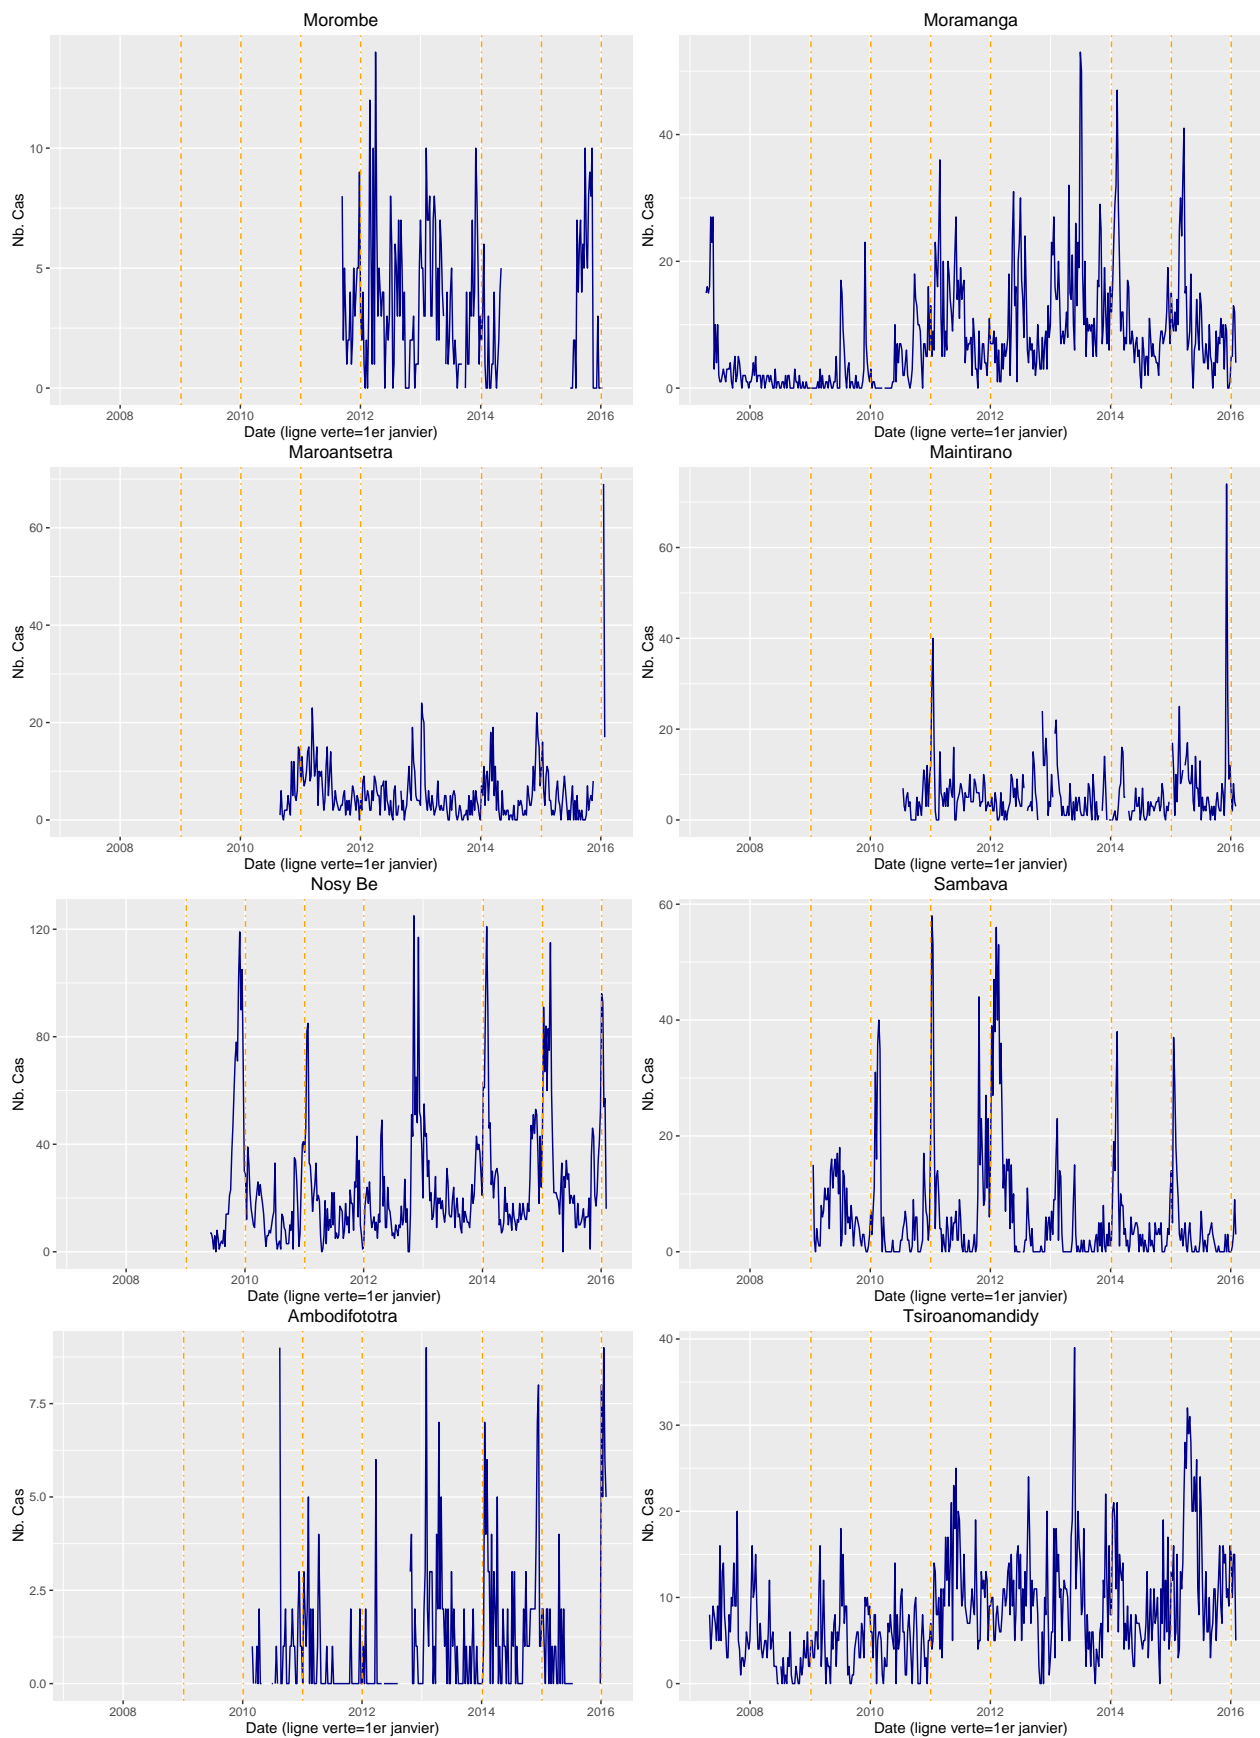 Morombe
Nb. Cas
10
5
0
2008 2010 2012 2014 2016
Date (ligne verte=1er janvier)
Moramanga
Nb. Cas
40
20
0
2008 2010 2012 2014 2016
Date (ligne verte=1er janvier)
Maroantsetra
Nb. Cas
60
40
20
0
2008 2010 2012 2014 2016
Date (ligne verte=1er janvier)
Maintirano
Nb. Cas
60
40
20
0
2008 2010 2012 2014 2016
Date (ligne verte=1er janvier)
Nosy Be
Nb. Cas
120
80
40
0
2008 2010 2012 2014 2016
Date (ligne verte=1er janvier)
Sambava
Nb. Cas
60
40
20
0
2008 2010 2012 2014 2016
Date (ligne verte=1er janvier)
Ambodifototra
Nb. Cas
7.5
5.0
2.5
0.0
2008 2010 2012 2014 2016
Date (ligne verte=1er janvier)
Tsiroanomandidy
Nb. Cas
40
30
20
10
0
2008 2010 2012 2014 2016
Date (ligne verte=1er janvier)